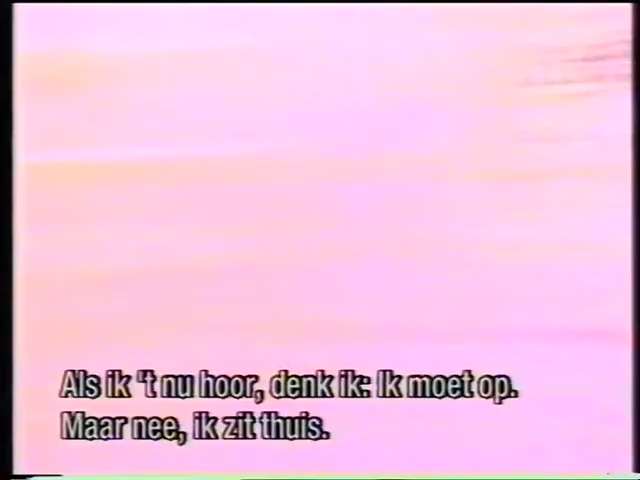 Als ik 't nu hoor, denk ik: Ik moet op.
Maar nee, ik zit thuis.